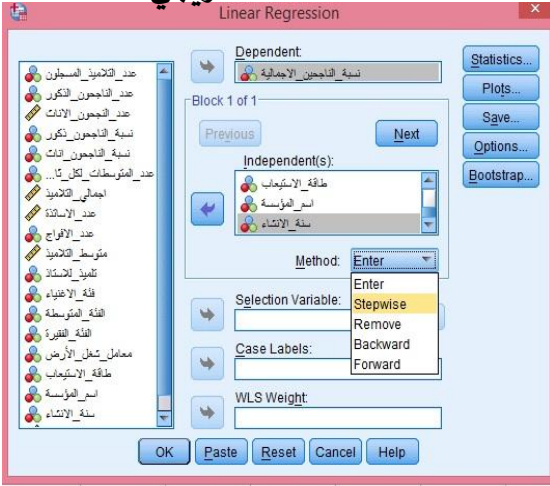 Linear Regression
Dependent:
نسبة_الناجحين_الاجمالية
Statistics...
Plots...
Save...
Options...
Bootstrap...
عدد_التلاميذ_المسجلون
عدد_الناجحون_الذكور
عدد_النجحون_الاناث
نسبة_الناجحون_ذكور
نسبة_الناجحون_اناث
عدد_المتوسطات_لكل_ثا...
اجمالي_التلاميذ
عدد_الاساتذة
عدد_الافواج
متوسط_التلاميذ
تلميذ_للاستاذ
فئة_الاغنياء
الفئة_المتوسطة
الفئة_الفقيرة
معامل_شغل_الأرض
طاقة_الاستيعاب
اسم_المؤسسة
سنة_الانشاء
Block 1 of 1
Previous
Next
Independent(s):
طاقة_الاستيعاب
اسم_المؤسسة
سنة_الانشاء
Method:
Enter
Enter
Stepwise
Remove
Backward
Forward
Selection Variable:
Case Labels:
WLS Weight:
OK
Paste
Reset
Cancel
Help